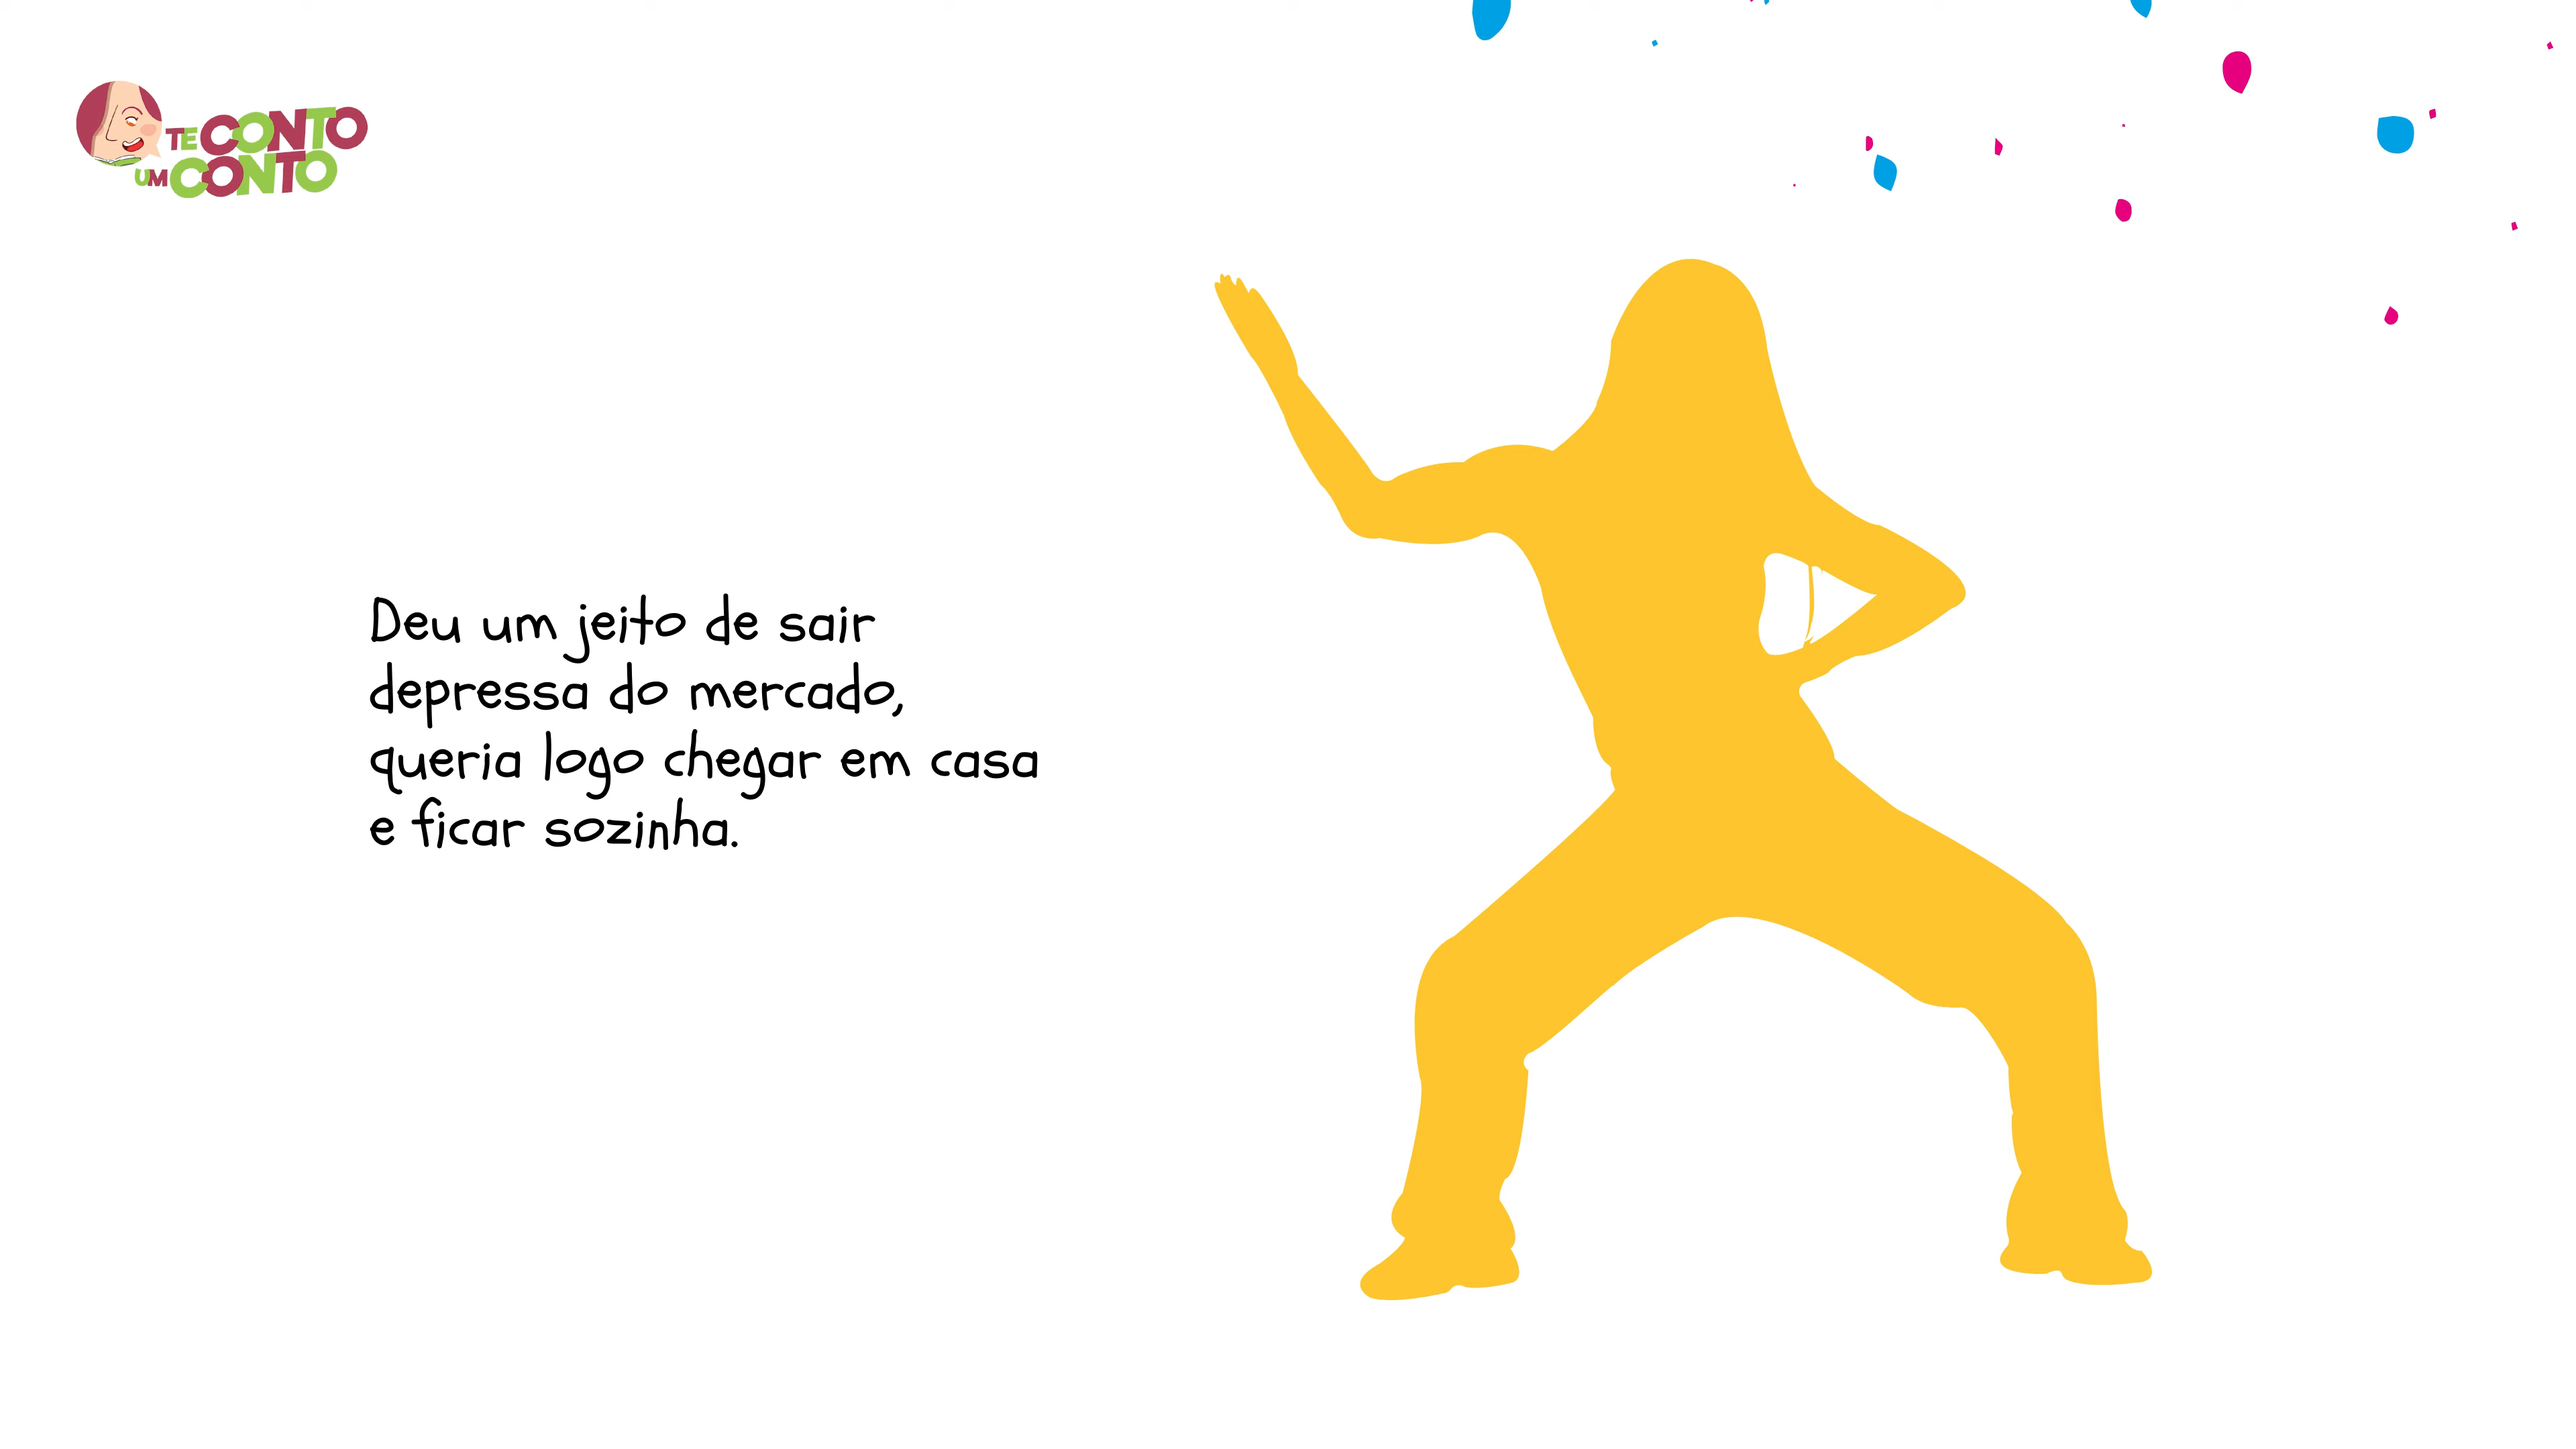 TE CONTO
UM CONTO
Deu um jeito de sair
depressa do mercado,
queria logo chegar em casa
e ficar sozinha.